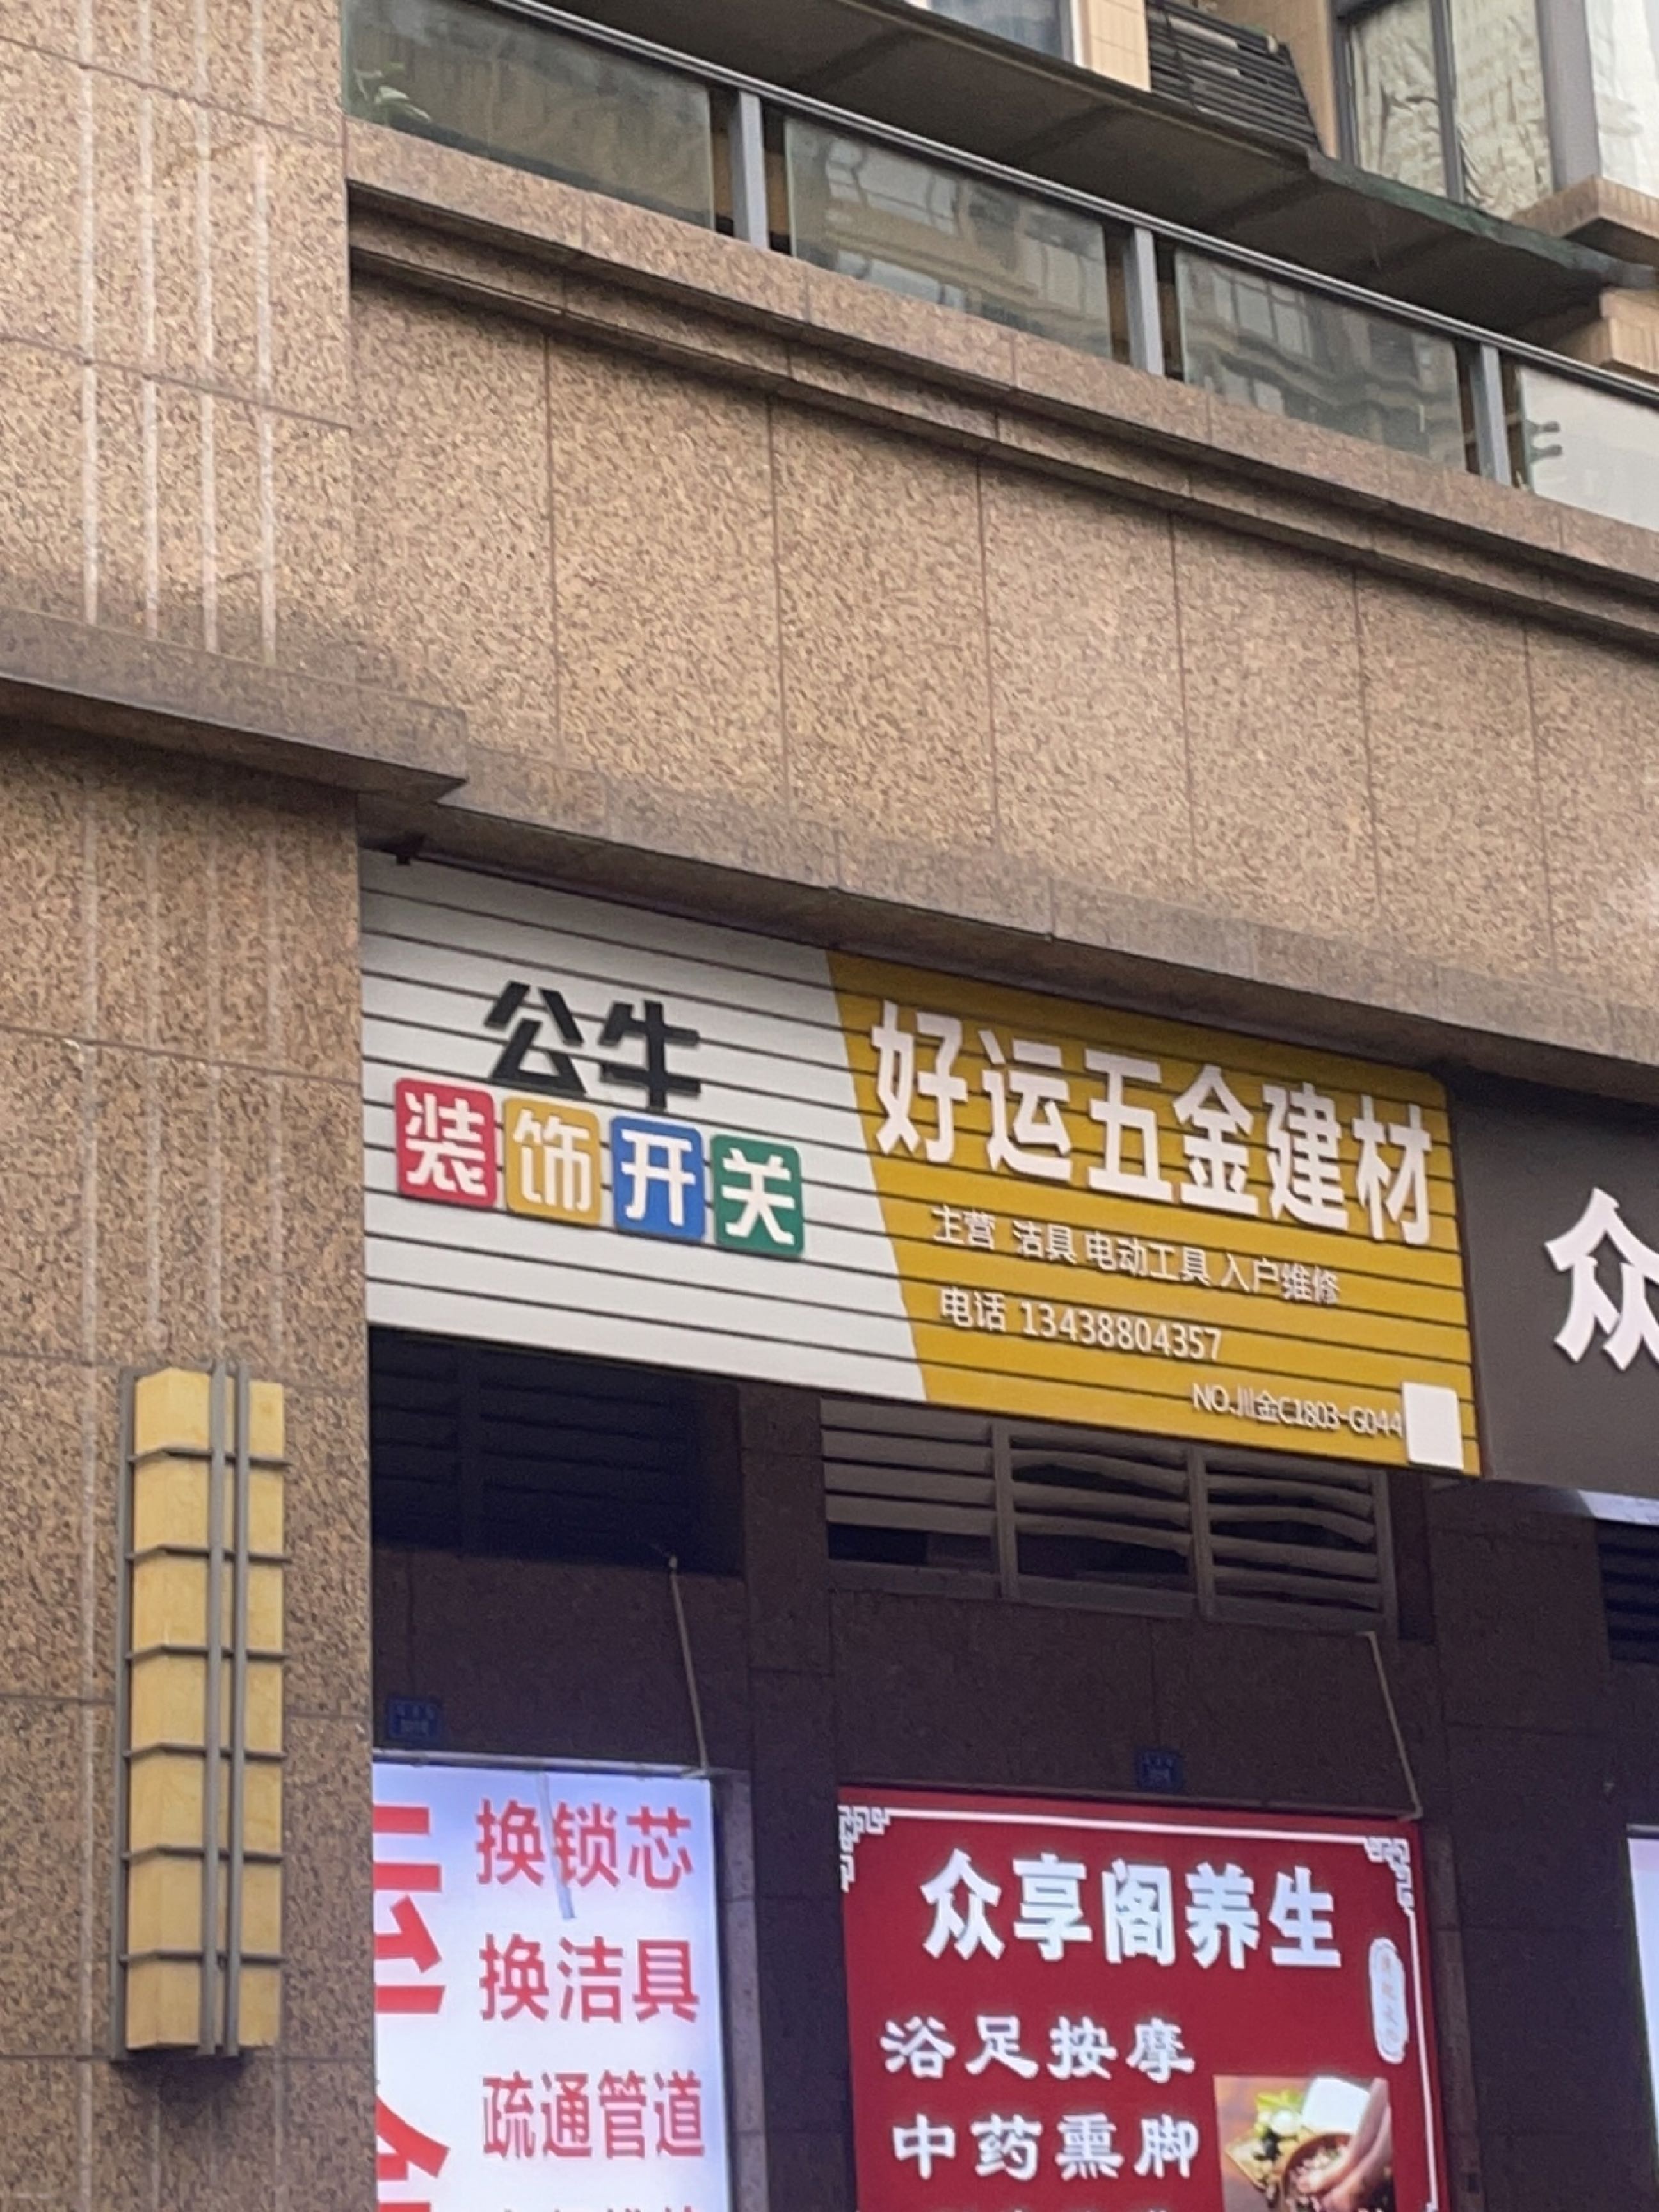 公牛
装饰开关
好运五金建材
主营 洁具 电动工具 入户维修
电话 13438804357
NO.川金C1803-G044
众
换锁芯
换洁具
疏通管道
众享阁养生
浴足按摩
中药熏脚